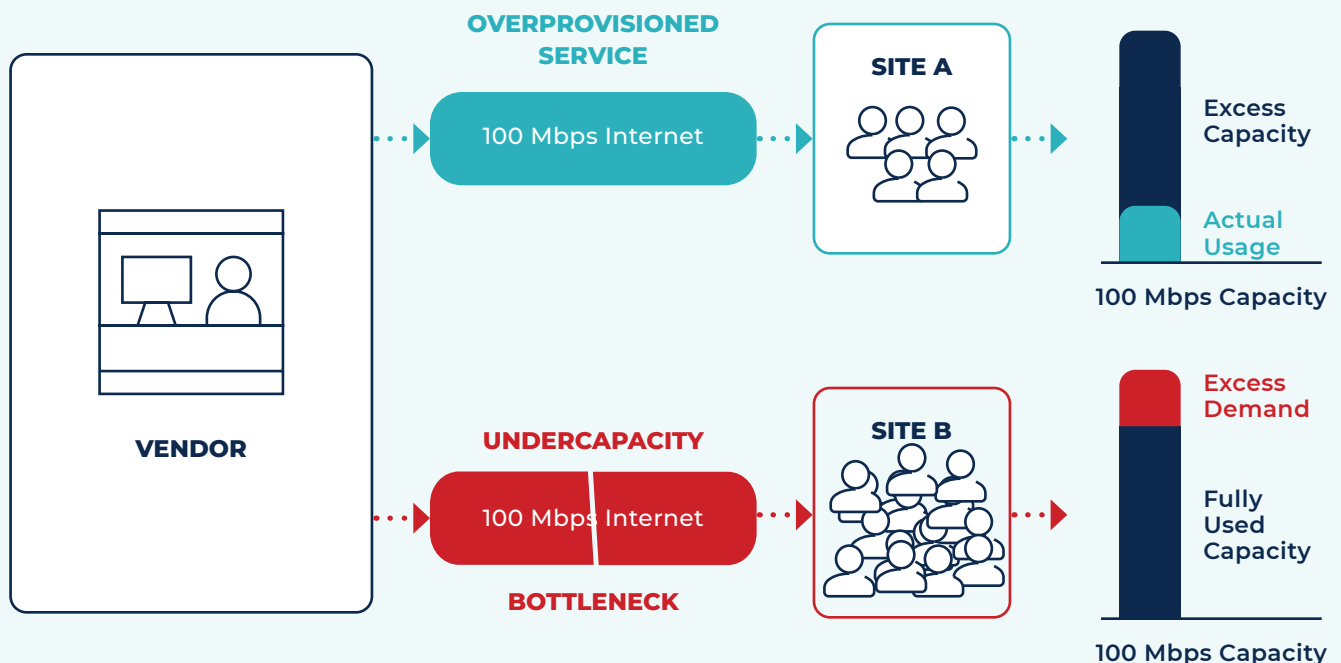 OVERPROVISIONED
SERVICE
100 Mbps Internet
SITE A
Excess
Capacity
Actual
Usage
100 Mbps Capacity
VENDOR
UNDERCAPACITY
100 Mbps Internet
BOTTLENECK
SITE B
Excess
Demand
Fully
Used
Capacity
100 Mbps Capacity